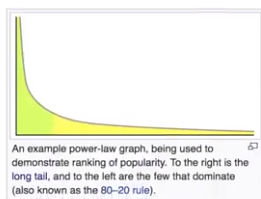 An example power-law graph, being used to
demonstrate ranking of popularity. To the right is the
long tail, and to the left are the few that dominate
(also known as the 80–20 rule).